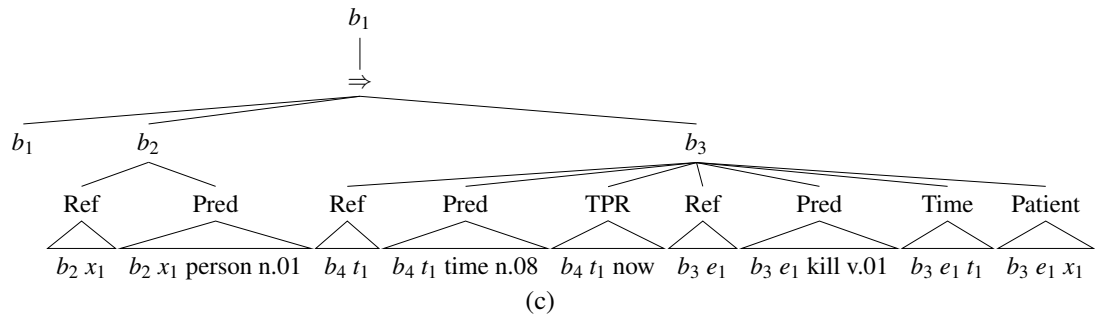 b₁
⇒
b₁ b₂ b₃
Ref Pred Ref Pred TPR Ref Pred Time Patient
b₂ x₁ b₂ x₁ person n.01 b₄ t₁ b₄ t₁ time n.08 b₄ t₁ now b₃ e₁ b₃ e₁ kill v.01 b₃ e₁ t₁ b₃ e₁ x₁
(c)